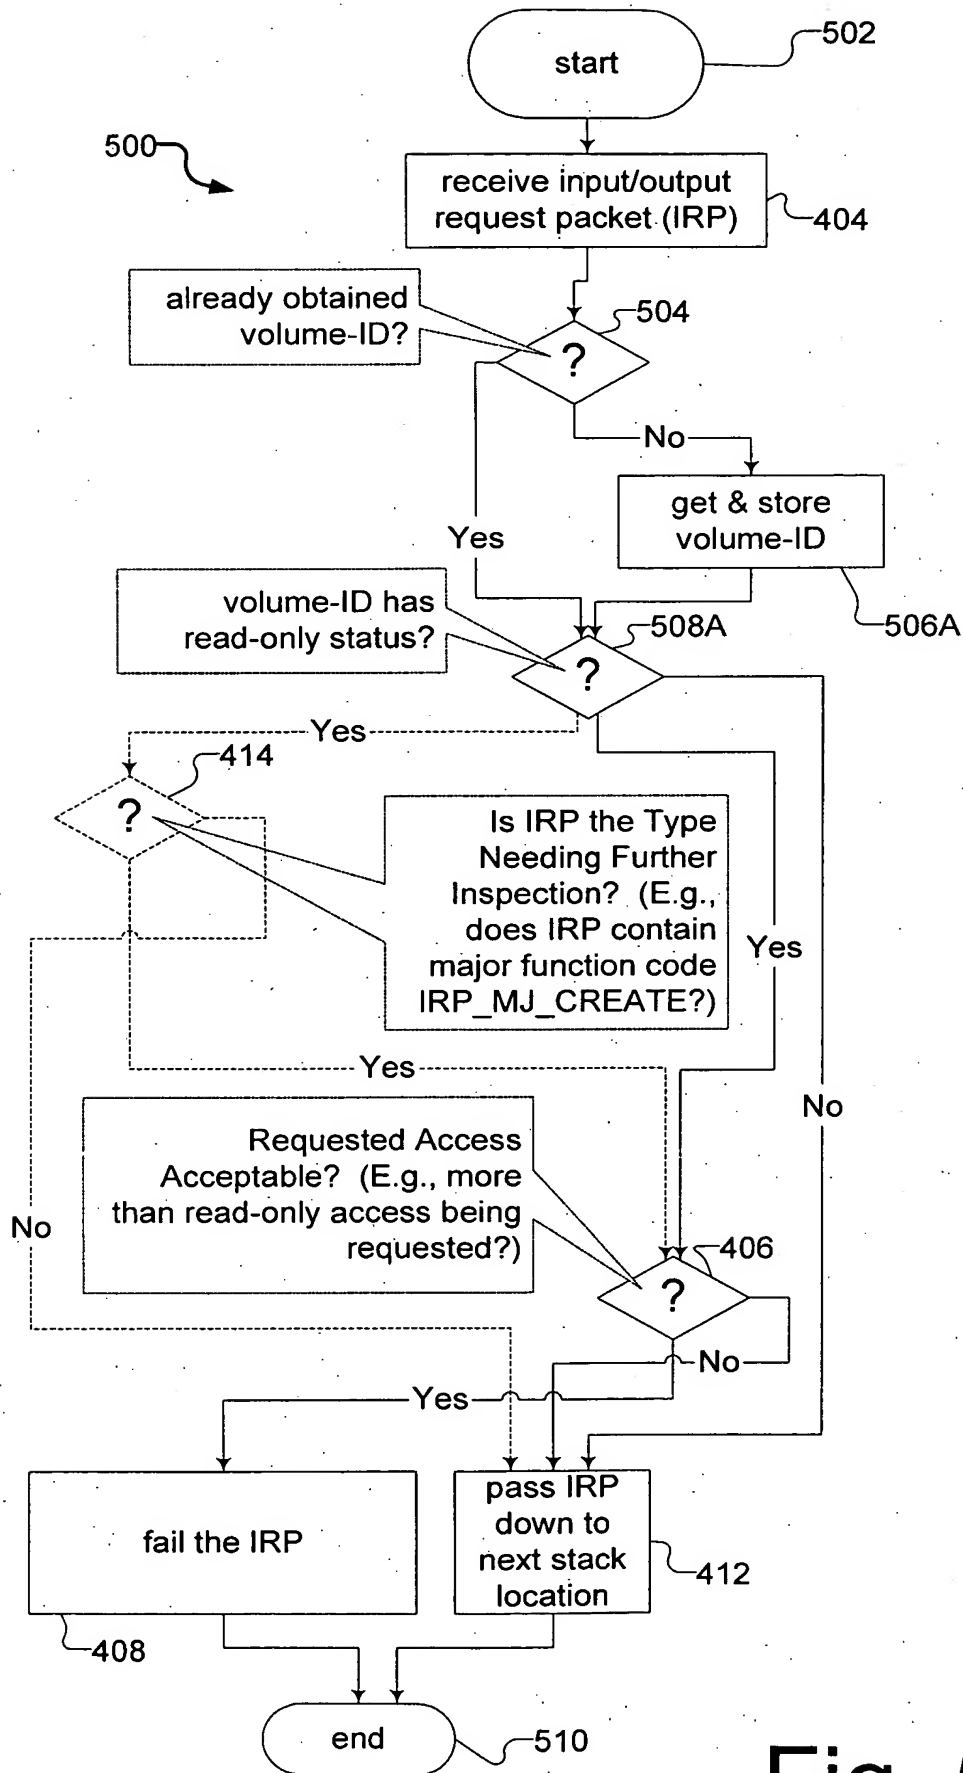 start
502
500
receive input/output
request packet (IRP)
404
already obtained
volume-ID?
504
?
No
get & store
volume-ID
Yes
506A
volume-ID has
read-only status?
508A
?
Yes
414
?
Is IRP the Type
Needing Further
Inspection? (E.g.,
does IRP contain
major function code
IRP_MJ_CREATE?)
Yes
Yes
No
Requested Access
Acceptable? (E.g., more
than read-only access being
requested?)
No
406
?
No
Yes
fail the IRP
pass IRP
down to
next stack
location
412
408
end
510
Fig.